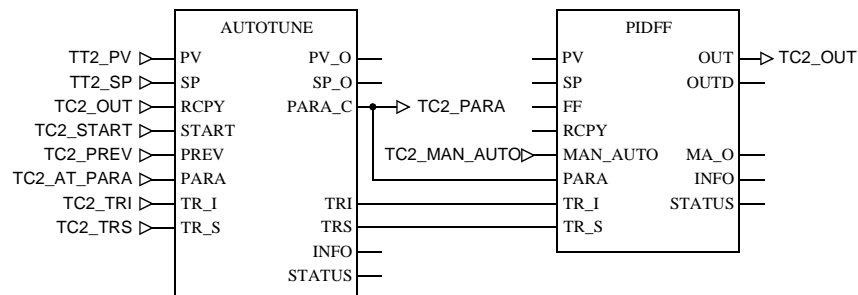 AUTOTUNE PIDFF
TT2_PV PV PV_O PV OUT TC2_OUT
TT2_SP SP SP_O SP OUTD
TC2_OUT RCPY PARA_C TC2_PARA FF
TC2_START START RCPY
TC2_PREV PREV TC2_MAN_AUTO MAN_AUTO MA_O
TC2_AT_PARA PARA PARA INFO
TC2_TRI TR_I TRI TR_I STATUS
TC2_TRS TR_S TRS TR_S
INFO
STATUS